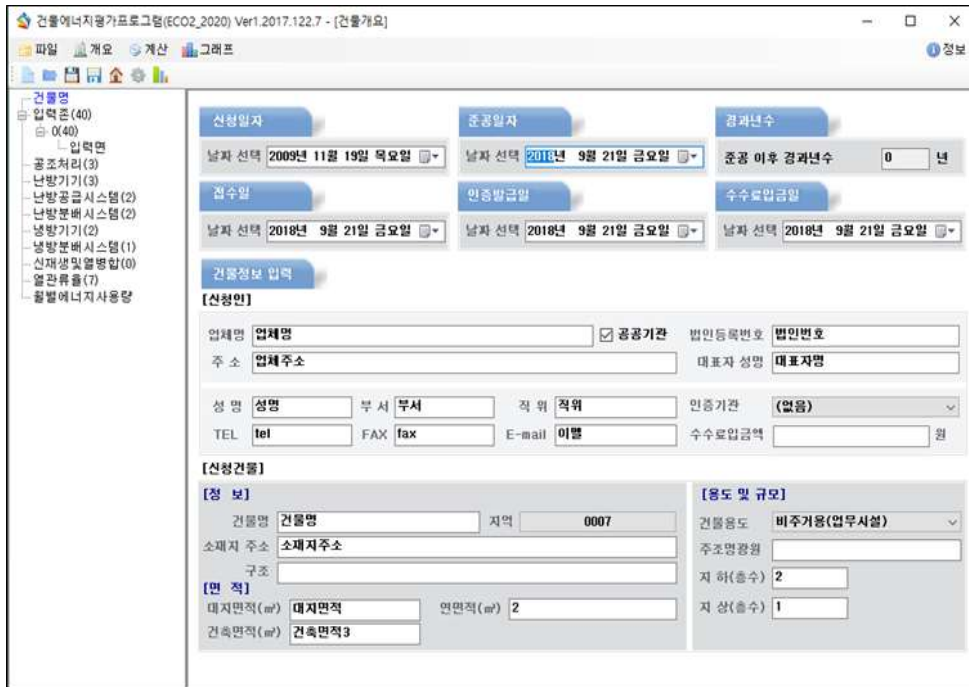 건물에너지평가프로그램(ECO2_2020) Ver1.2017.122.7 - [건물개요]
파일 개요 계산 그래프 정보
건물명
입력존(40)
0(40)
입력면
공조처리(3)
난방기기(3)
난방공급시스템(2)
난방분배시스템(2)
냉방기기(2)
냉방분배시스템(1)
신재생및열병합(0)
열관류율(7)
월별에너지사용량
신청일자 준공일자 경과년수
날짜 선택 2009년 11월 19일 목요일 날짜 선택 2018년 9월 21일 금요일 준공 이후 경과년수 0 년
접수일 인증발급일 수수료입금일
날짜 선택 2018년 9월 21일 금요일 날짜 선택 2018년 9월 21일 금요일 날짜 선택 2018년 9월 21일 금요일
건물정보 입력
[신청인]
업체명 업체명 공공기관 법인등록번호 법인번호
주 소 업체주소 대표자 성명 대표자명
성 명 성명 부 서 부서 직 위 직위 인증기관 (없음)
TEL tel FAX fax E-mail 이멜 수수료입금액 원
[신청건물]
[정 보] [용도 및 규모]
건물명 건물명 지역 0007 건물용도 비주거용(업무시설)
소재지 주소 소재지주소 주조명광원
구조 지 하(층수) 2
[면 적]
대지면적(㎡) 대지면적 연면적(㎡) 2 지 상(층수) 1
건축면적(㎡) 건축면적3